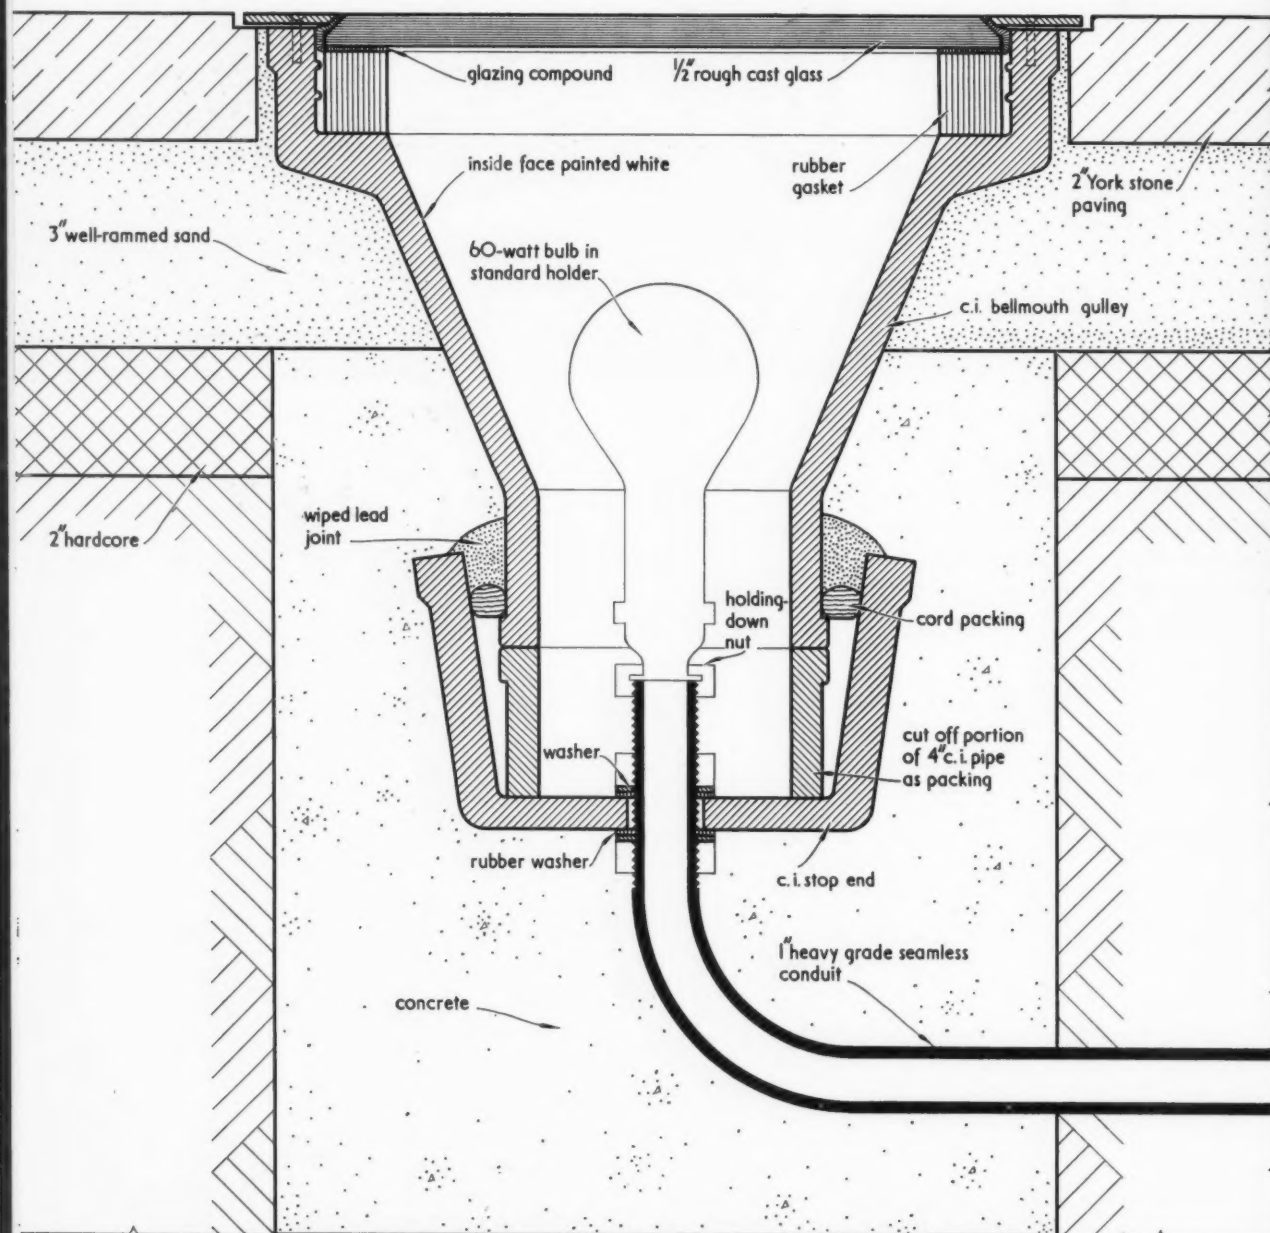 glazing compound
1/2" rough cast glass
inside face painted white
rubber
gasket
2" York stone
paving
3" well-rammed sand
60-watt bulb in
standard holder
c.i. bellmouth gulley
wiped lead
joint
2" hardcore
holding-
down
nut
cord packing
washer
cut off portion
of 4" c.i. pipe
as packing
rubber washer
c.i. stop end
1" heavy grade seamless
conduit
concrete